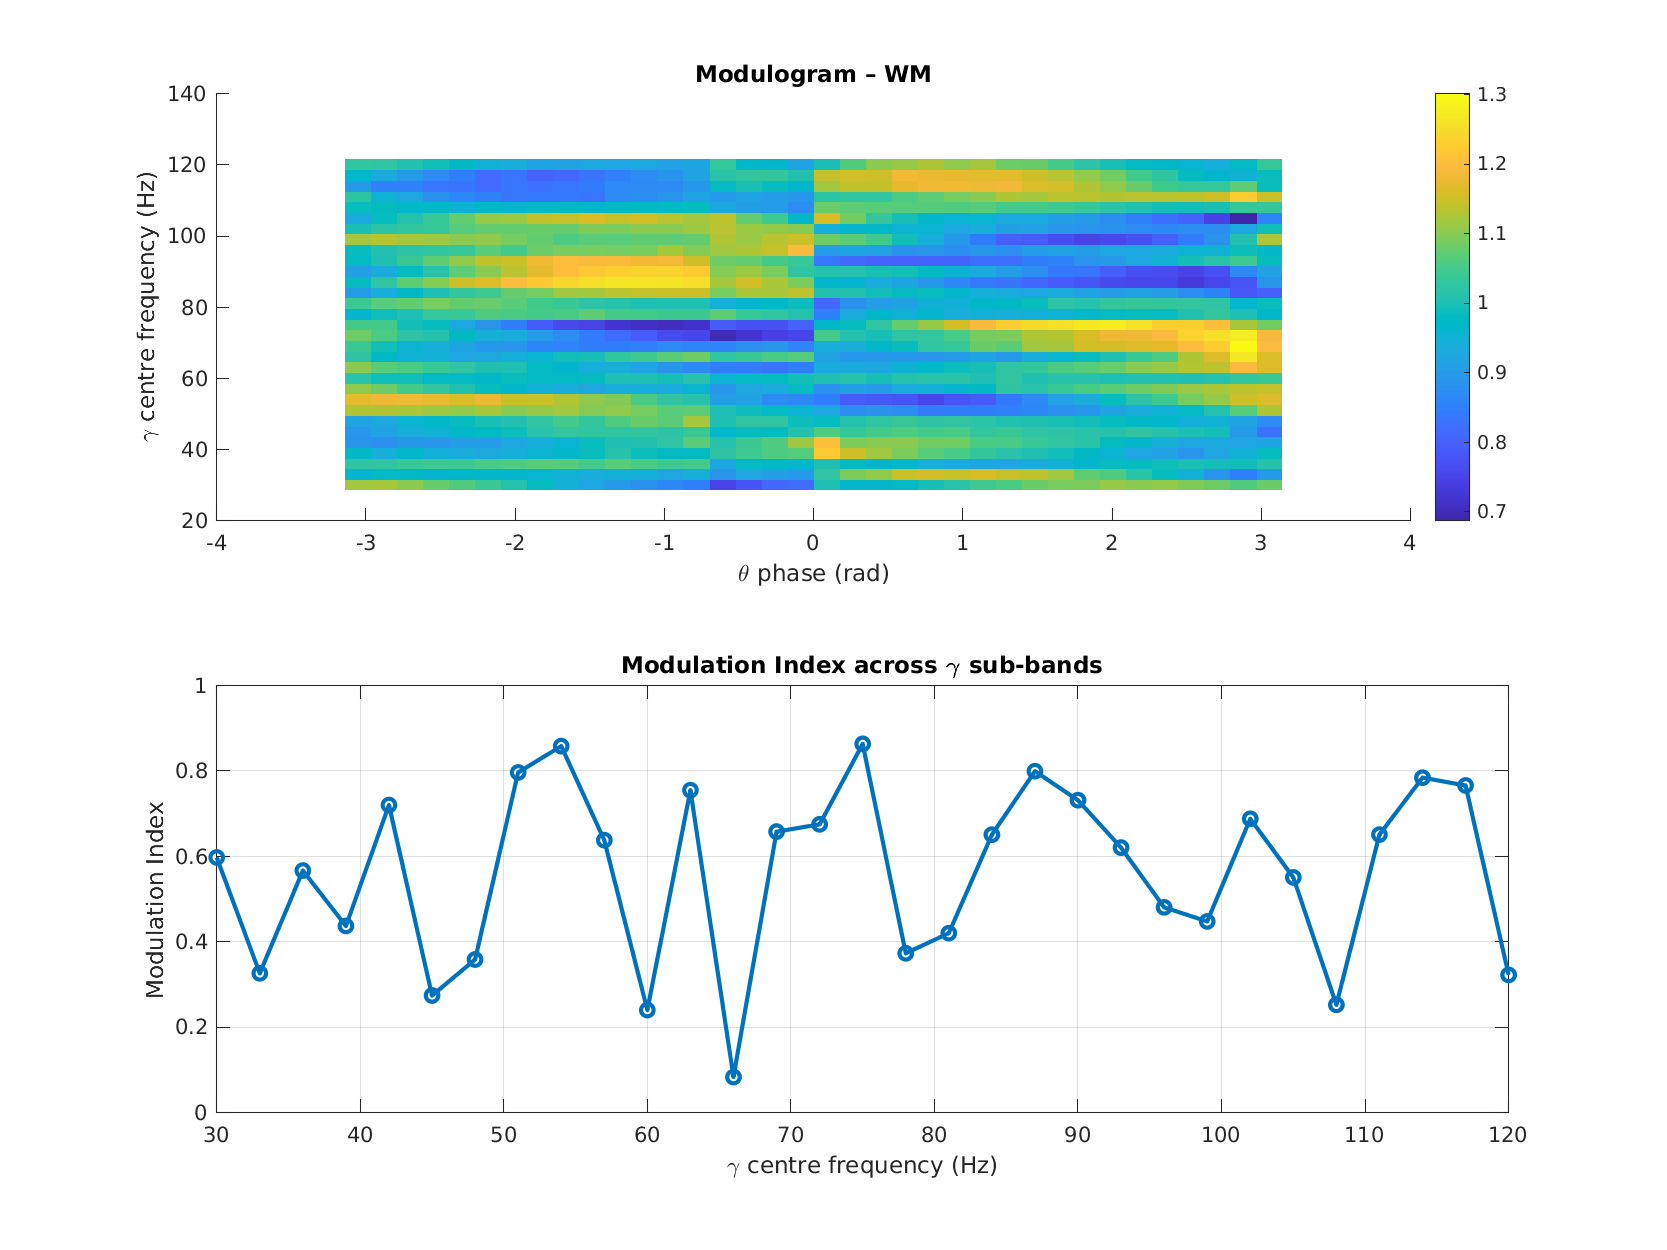 Modulogram – WM
140
120
100
80
60
40
20
γ centre frequency (Hz)
-4 -3 -2 -1 0 1 2 3 4
θ phase (rad)
1.3
1.2
1.1
1
0.9
0.8
0.7
Modulation Index across γ sub-bands
1
0.8
0.6
0.4
0.2
0
Modulation Index
30 40 50 60 70 80 90 100 110 120
γ centre frequency (Hz)